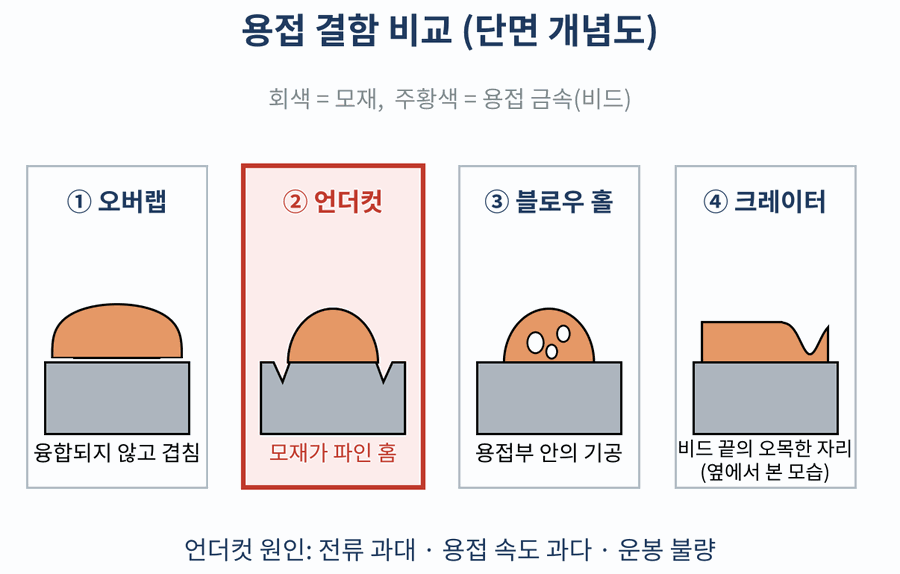 용접 결함 비교 (단면 개념도)
회색 = 모재, 주황색 = 용접 금속(비드)
① 오버랩
② 언더컷
③ 블로우 홀
④ 크레이터
융합되지 않고 겹침
모재가 파인 홈
용접부 안의 기공
비드 끝의 오목한 자리
(옆에서 본 모습)
언더컷 원인: 전류 과대 · 용접 속도 과다 · 운봉 불량